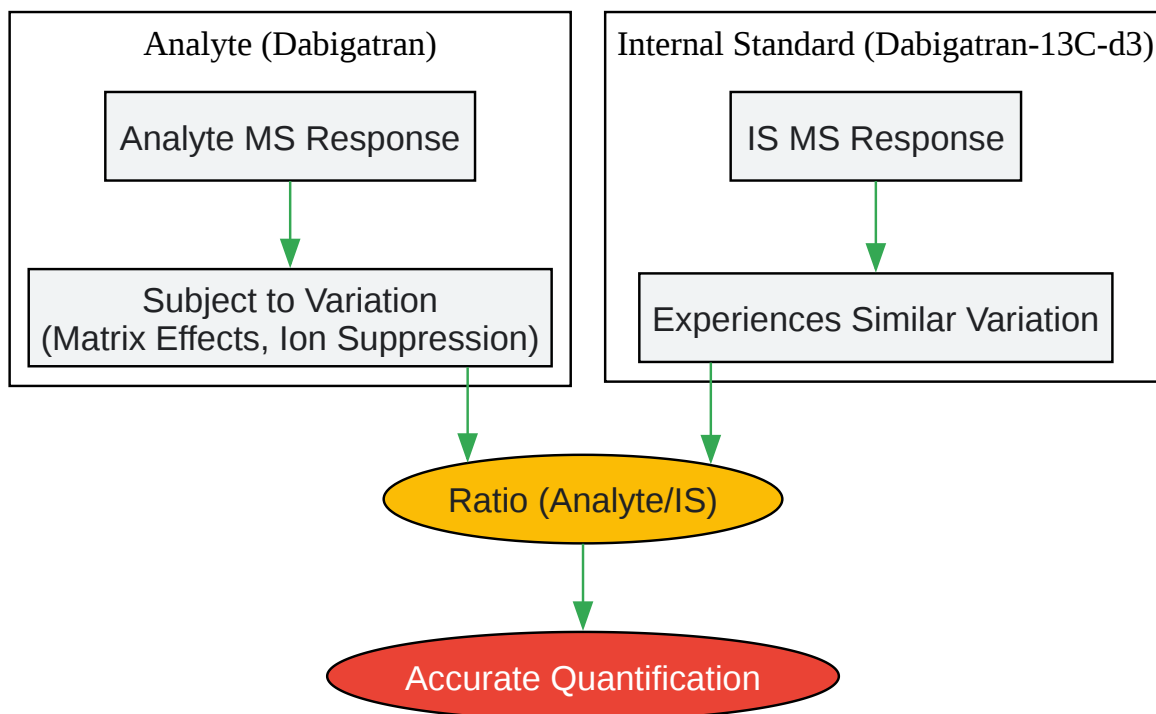 Analyte (Dabigatran)
Analyte MS Response
Subject to Variation
(Matrix Effects, Ion Suppression)
Internal Standard (Dabigatran-13C-d3)
IS MS Response
Experiences Similar Variation
Ratio (Analyte/IS)
Accurate Quantification